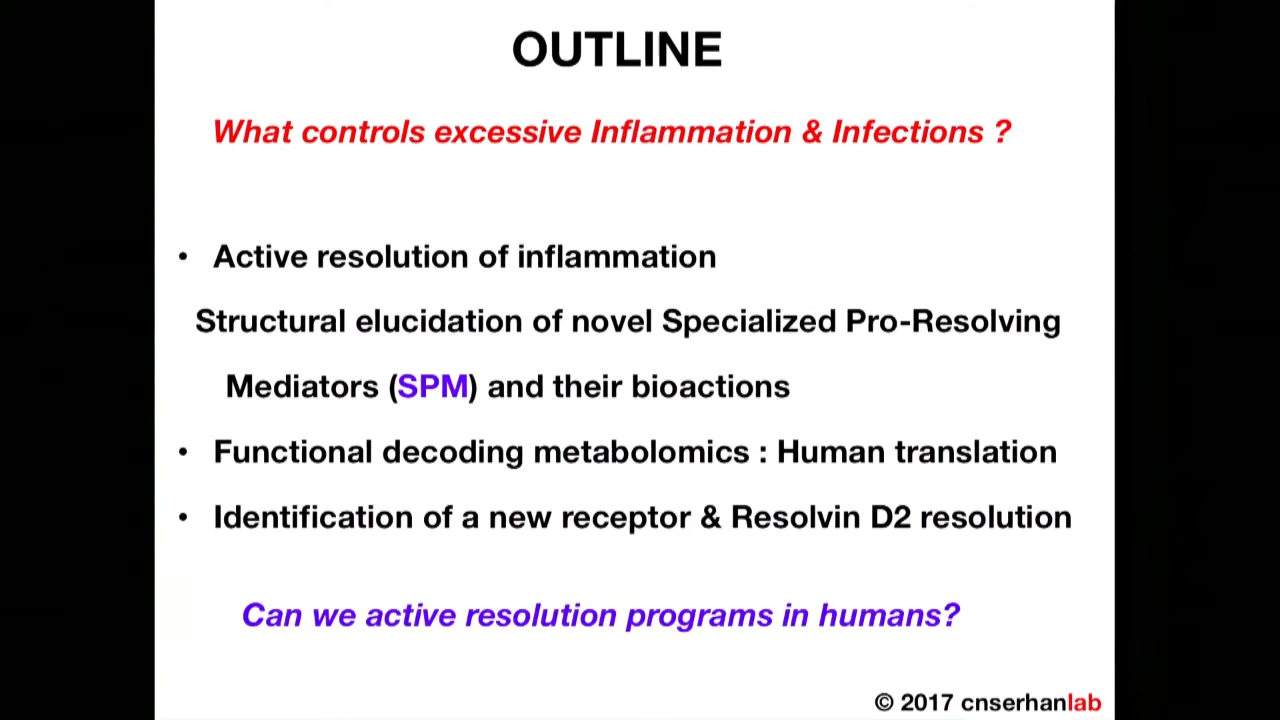 OUTLINE
What controls excessive Inflammation & Infections ?
• Active resolution of inflammation
Structural elucidation of novel Specialized Pro-Resolving
Mediators (SPM) and their bioactions
• Functional decoding metabolomics : Human translation
• Identification of a new receptor & Resolvin D2 resolution
Can we active resolution programs in humans?
© 2017 cnserhanlab